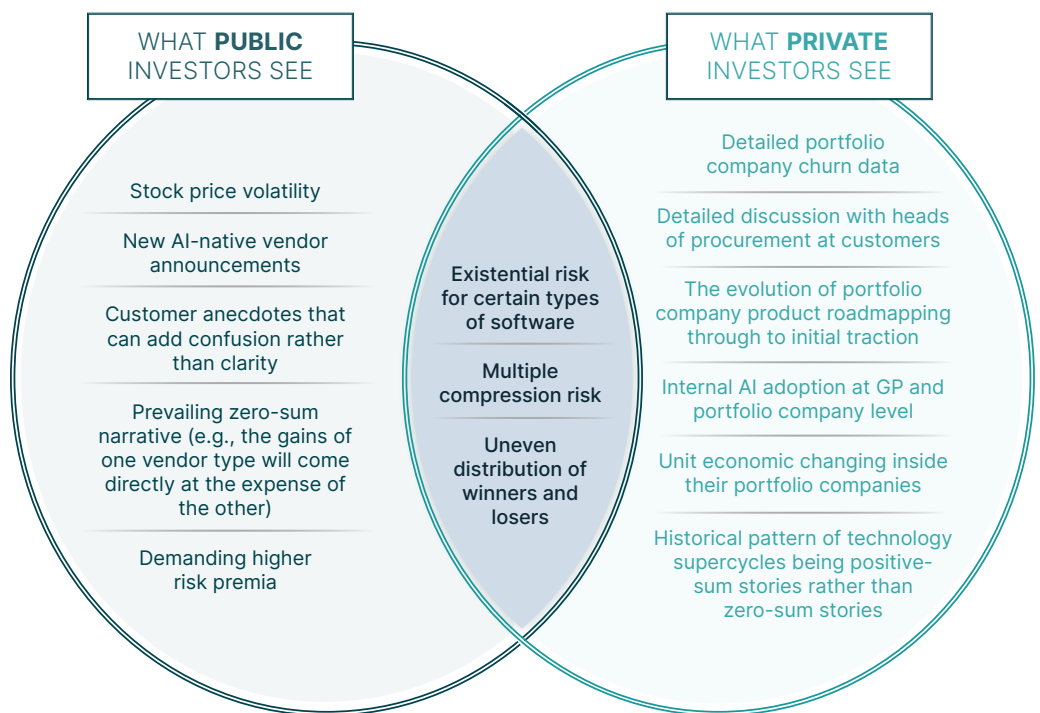 WHAT PUBLIC
INVESTORS SEE
Stock price volatility
New AI-native vendor
announcements
Customer anecdotes that
can add confusion rather
than clarity
Prevailing zero-sum
narrative (e.g., the gains of
one vendor type will come
directly at the expense of
the other)
Demanding higher
risk premia
Existential risk
for certain types
of software
Multiple
compression risk
Uneven
distribution of
winners and
losers
WHAT PRIVATE
INVESTORS SEE
Detailed portfolio
company churn data
Detailed discussion with heads
of procurement at customers
The evolution of portfolio
company product roadmapping
through to initial traction
Internal AI adoption at GP and
portfolio company level
Unit economic changing inside
their portfolio companies
Historical pattern of technology
supercycles being positive-
sum stories rather than
zero-sum stories